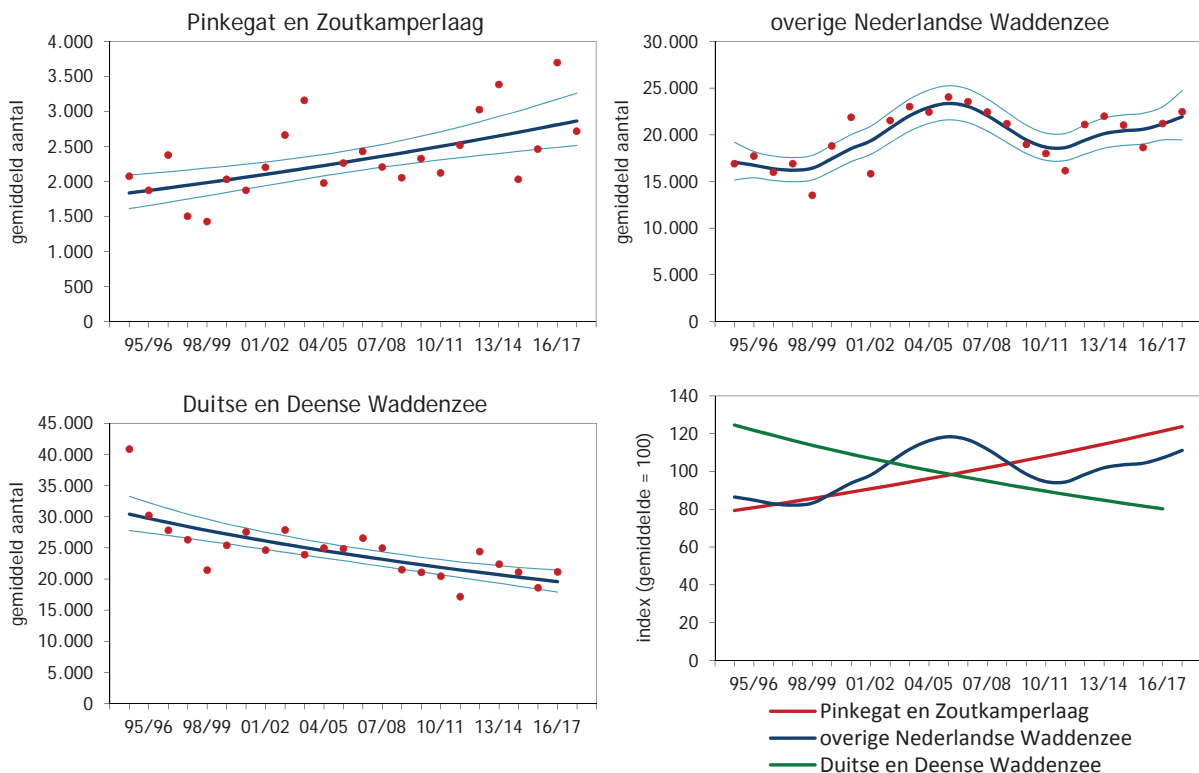 Pinkegat en Zoutkamperlaag
gemiddeld aantal
4.000
3.500
3.000
2.500
2.000
1.500
1.000
500
0
95/96 98/99 01/02 04/05 07/08 10/11 13/14 16/17
overige Nederlandse Waddenzee
gemiddeld aantal
30.000
25.000
20.000
15.000
10.000
5.000
0
95/96 98/99 01/02 04/05 07/08 10/11 13/14 16/17
Duitse en Deense Waddenzee
gemiddeld aantal
45.000
40.000
35.000
30.000
25.000
20.000
15.000
10.000
5.000
0
95/96 98/99 01/02 04/05 07/08 10/11 13/14 16/17
index (gemiddelde = 100)
140
120
100
80
60
40
20
0
95/96 98/99 01/02 04/05 07/08 10/11 13/14 16/17
Pinkegat en Zoutkamperlaag
overige Nederlandse Waddenzee
Duitse en Deense Waddenzee